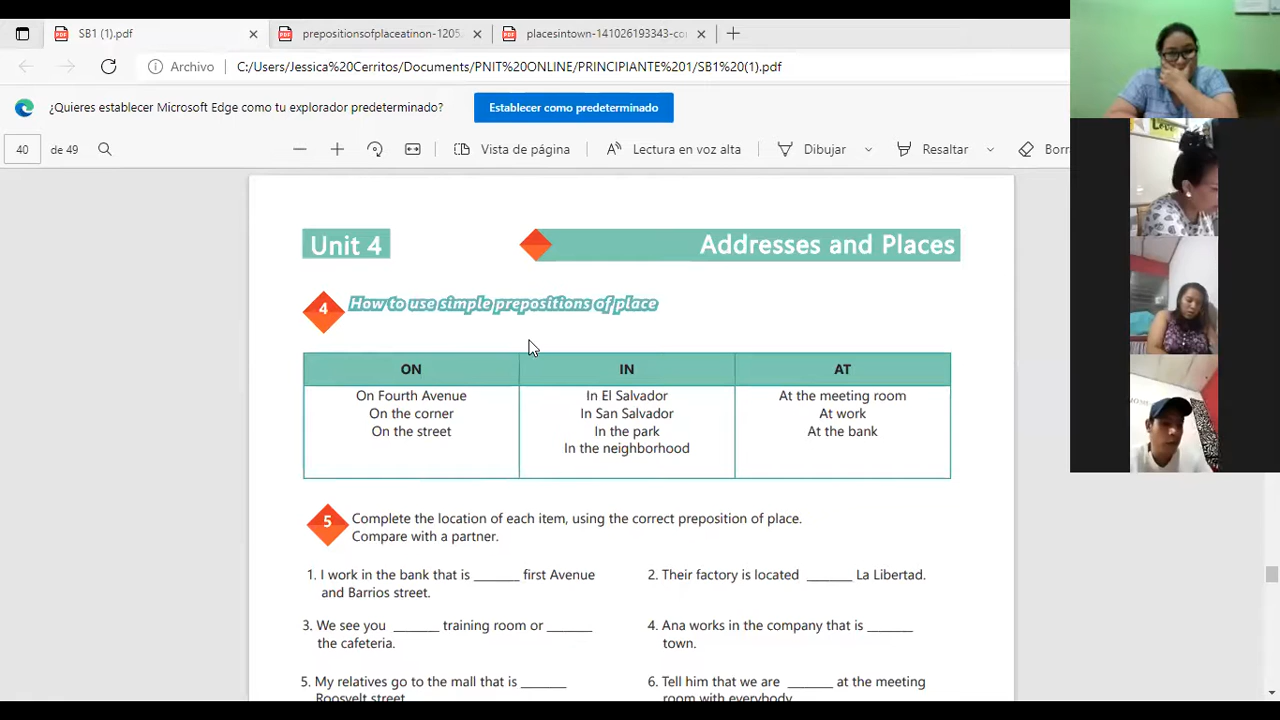 SB1 (1).pdf
prepositionsofplaceatinon-1205
placesintown-141026193343-co
Archivo C:/Users/Jessica%20Cerritos/Documents/PNIT%20ONLINE/PRINCIPIANTE%201/SB1%20(1).pdf
¿Quieres establecer Microsoft Edge como tu explorador predeterminado? Establecer como predeterminado
40 de 49 Vista de página Lectura en voz alta Dibujar Resaltar Borr
Unit 4 Addresses and Places
4 How to use simple prepositions of place
ON IN AT
On Fourth Avenue In El Salvador At the meeting room
On the corner In San Salvador At work
On the street In the park At the bank
In the neighborhood
5 Complete the location of each item, using the correct preposition of place.
Compare with a partner.
1. I work in the bank that is _______ first Avenue
and Barrios street.
2. Their factory is located _______ La Libertad.
3. We see you _______ training room or _______
the cafeteria.
4. Ana works in the company that is _______
town.
5. My relatives go to the mall that is _______
Roosvelt street
6. Tell him that we are _______ at the meeting
room with everybody
Love